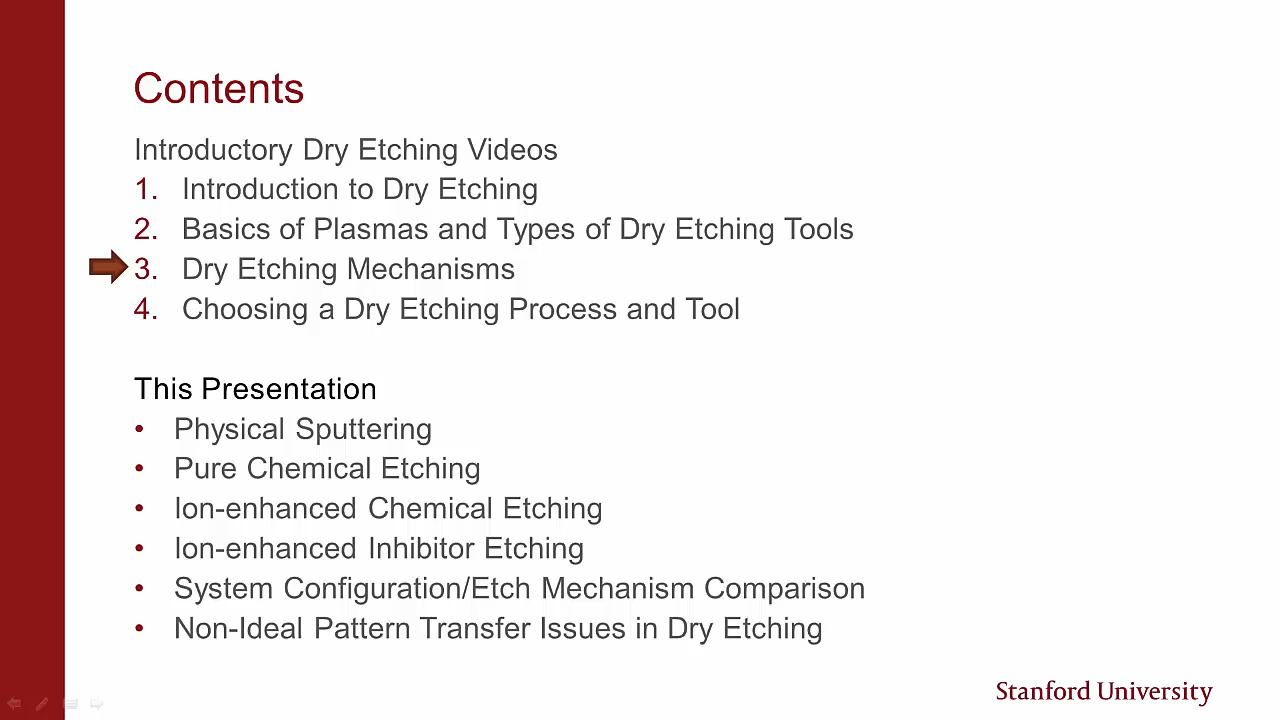 Contents
Introductory Dry Etching Videos
1. Introduction to Dry Etching
2. Basics of Plasmas and Types of Dry Etching Tools
3. Dry Etching Mechanisms
4. Choosing a Dry Etching Process and Tool
This Presentation
• Physical Sputtering
• Pure Chemical Etching
• Ion-enhanced Chemical Etching
• Ion-enhanced Inhibitor Etching
• System Configuration/Etch Mechanism Comparison
• Non-Ideal Pattern Transfer Issues in Dry Etching
Stanford University